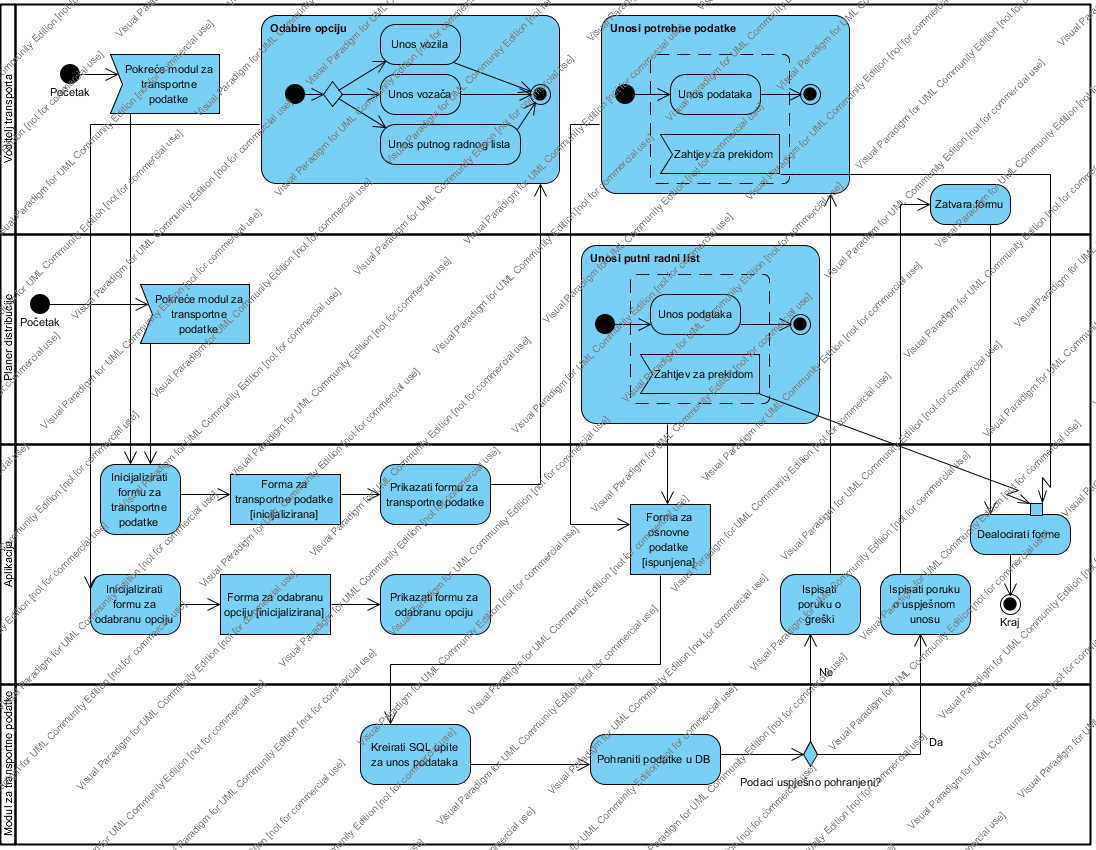 Voditelj transporta
Početak
Pokreće modul za
transportne
podatke
Odabire opciju
Unos vozila
Unos vozača
Unos putnog radnog lista
Unosi potrebne podatke
Unos podataka
Zahtjev za prekidom
Zatvara formu
Planer distribucije
Početak
Pokreće modul za
transportne
podatke
Unosi putni radni list
Unos podataka
Zahtjev za prekidom
Aplikacija
Inicijalizirati
formu za
transportne
podatke
Forma za
transportne podatke
[inicijalizirana]
Prikazati formu za
transportne podatke
Forma za
osnovne
podatke
[ispunjena]
Dealocirati forme
Kraj
Inicijalizirati
formu za
odabranu opciju
Forma za odabranu
opciju [inicijalizirana]
Prikazati formu za
odabranu opciju
Ispisati
poruku o
greški
Ispisati poruku
o uspješnom
unosu
Modul za transportne podatke
Ne
Da
Kreirati SQL upite
za unos podataka
Pohraniti podatke u DB
Podaci uspješno pohranjeni?
Visual Paradigm for UML Community Edition [not for commercial use]